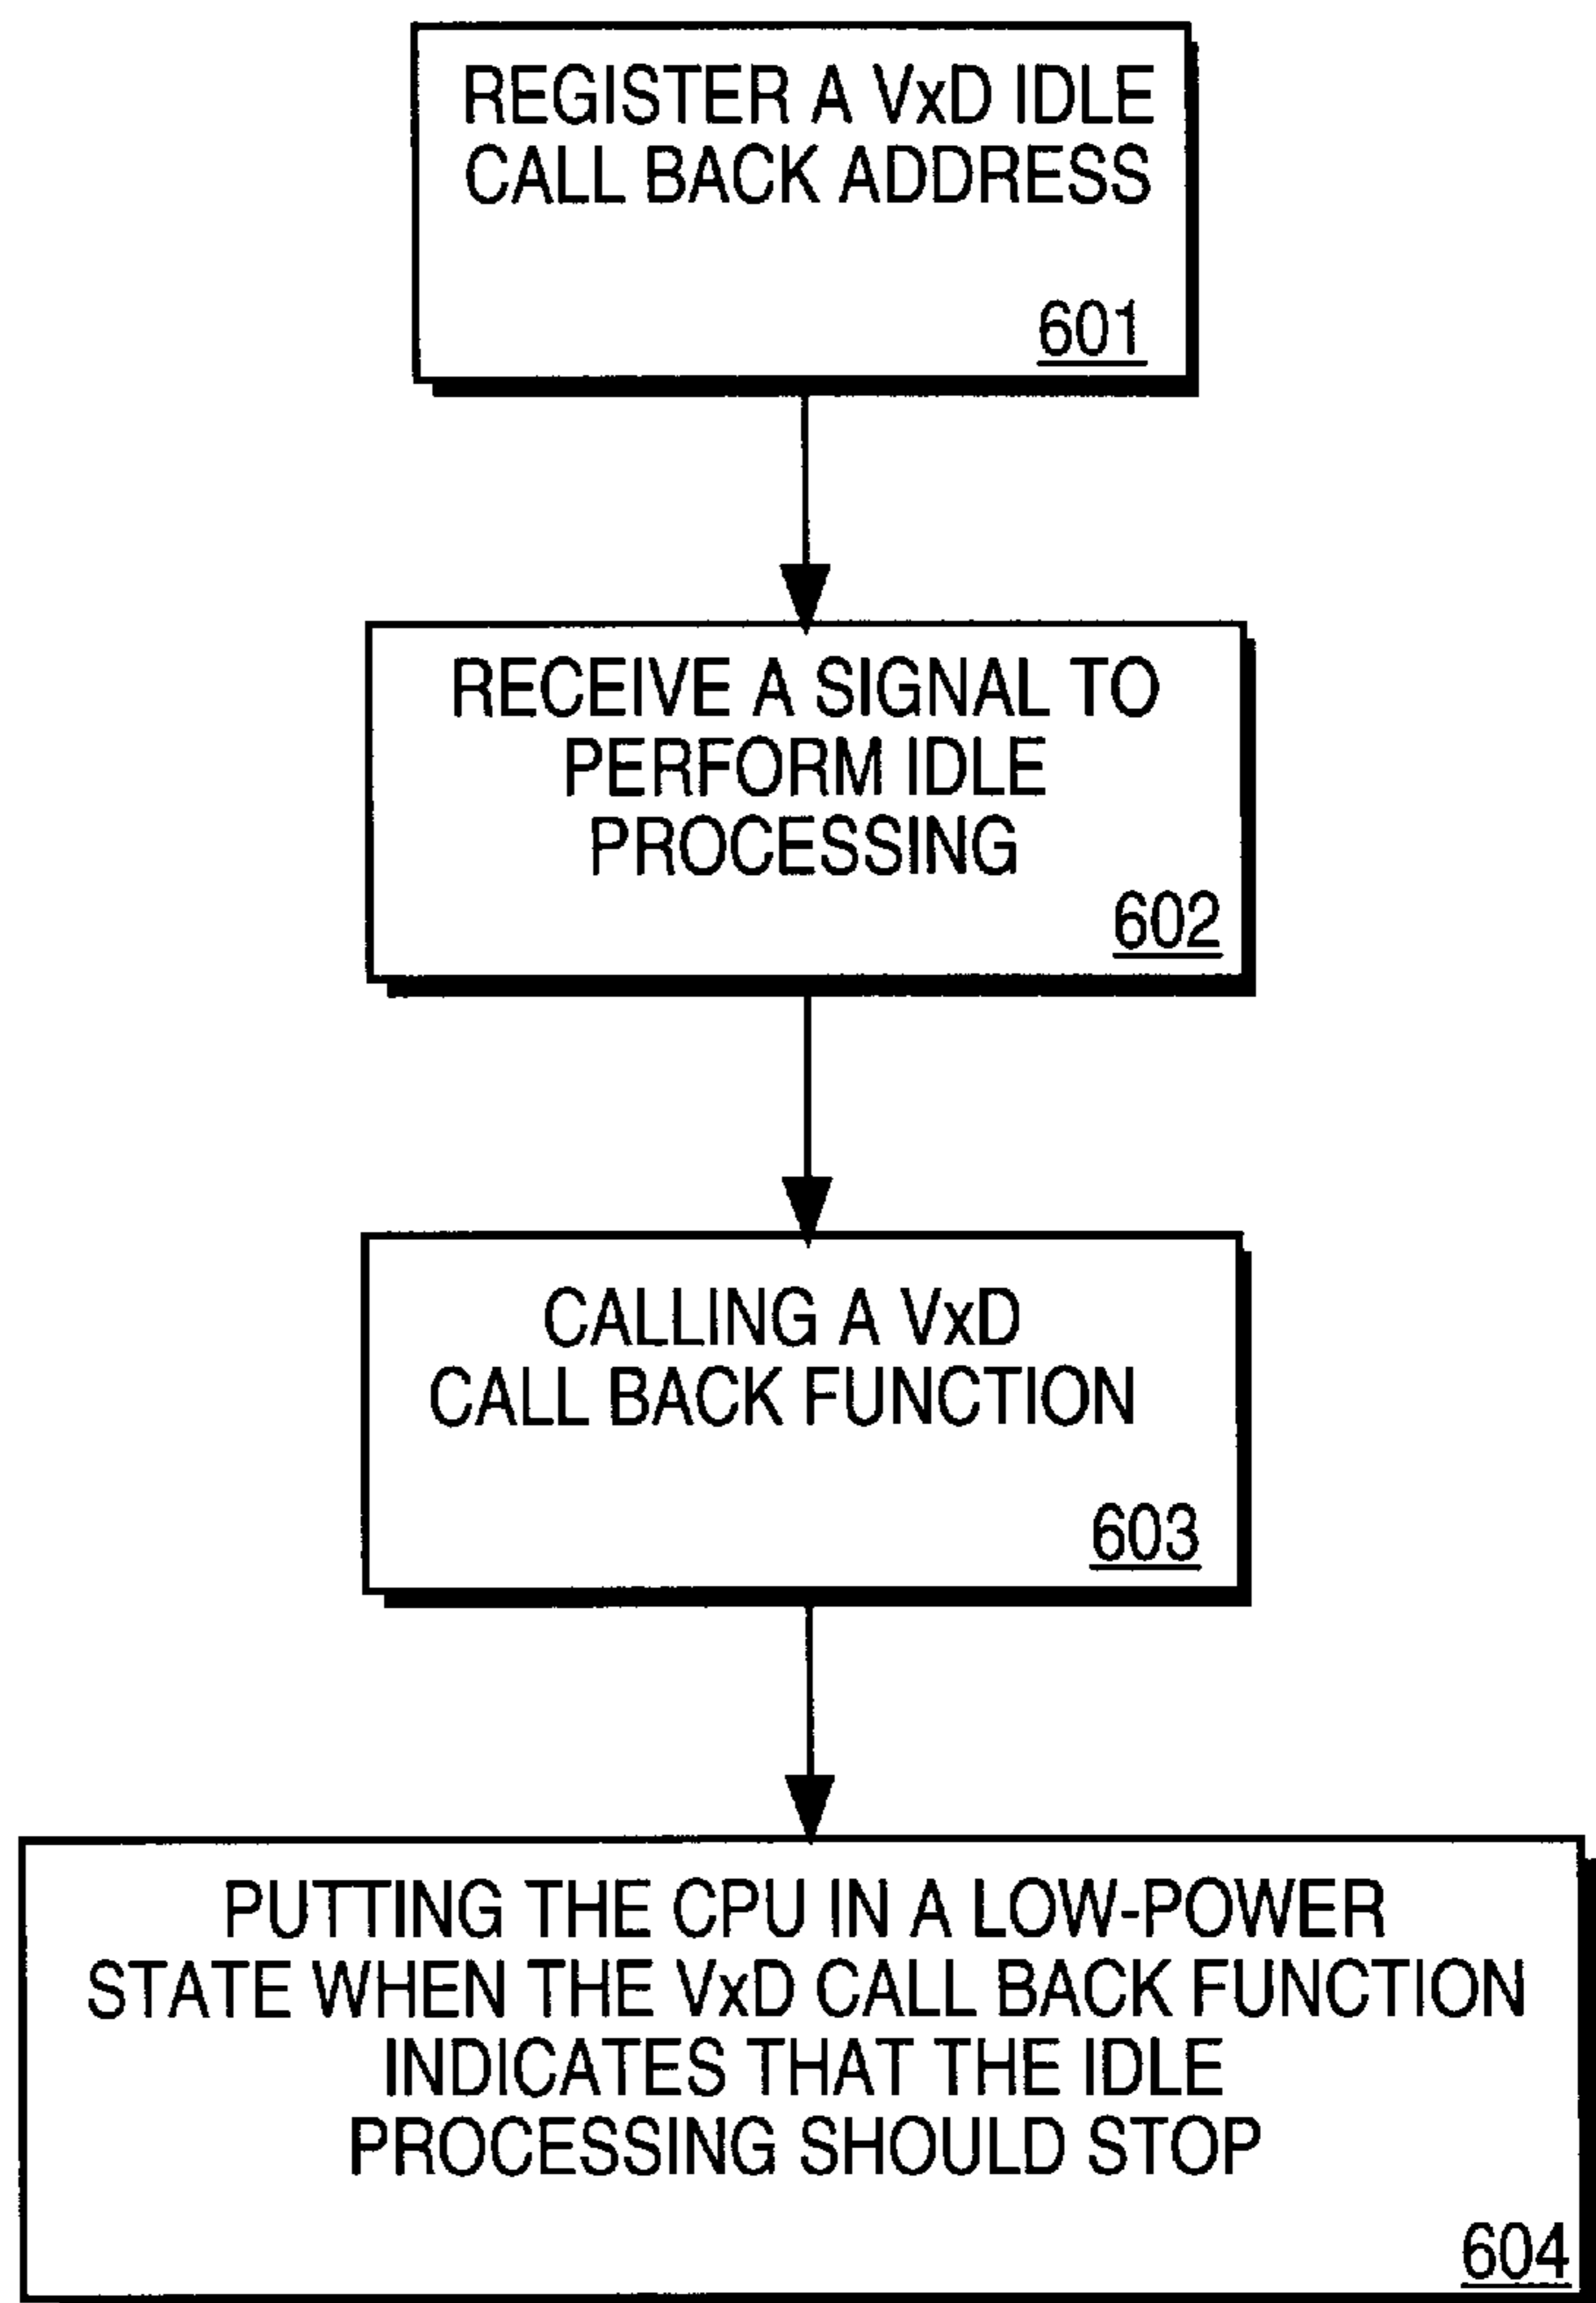 REGISTER A VxD IDLE
CALL BACK ADDRESS
601
RECEIVE A SIGNAL TO
PERFORM IDLE
PROCESSING
602
CALLING A VxD
CALL BACK FUNCTION
603
PUTTING THE CPU IN A LOW-POWER
STATE WHEN THE VxD CALL BACK FUNCTION
INDICATES THAT THE IDLE
PROCESSING SHOULD STOP
604